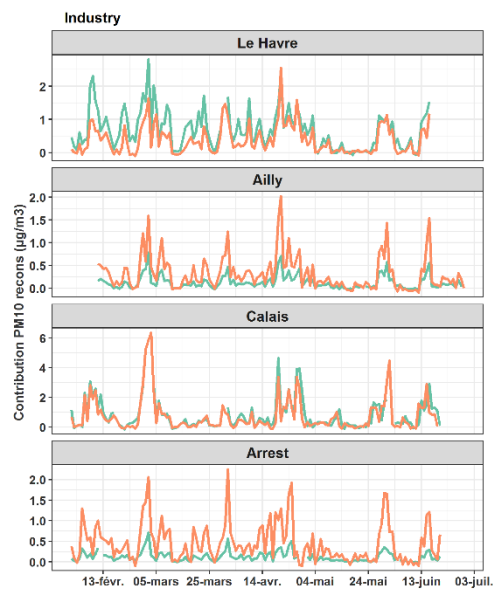 Industry
Le Havre
2
1
0
Ailly
2.0
1.5
1.0
0.5
0.0
Contribution PM10 recons (µg/m3)
Calais
6
4
2
0
Arrest
2.0
1.5
1.0
0.5
0.0
13-févr. 05-mars 25-mars 14-avr. 04-mai 24-mai 13-juin 03-juil.